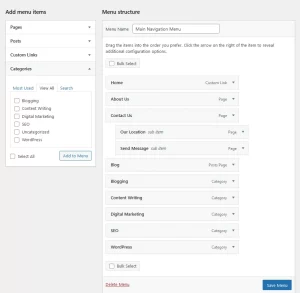 Add menu items
Pages
Posts
Custom Links
Categories
Most Used View All Search
Blogging
Content Writing
Digital Marketing
SEO
Uncategorized
WordPress
Select all
Add to Menu
Menu structure
Menu Name Main Navigation Menu
Drag the items into the order you prefer. Click the arrow on the right of the item to reveal
additional configuration options.
Bulk Select
Home Custom Link
About Us Page
Contact Us Page
Our Location sub item Page
Send Message sub item Page
Blog Posts Page
Blogging Category
Content Writing Category
Digital Marketing Category
SEO Category
WordPress Category
Bulk Select
Delete Menu
Save Menu